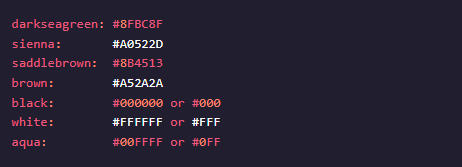 darkseagreen: #8FBC8F
sienna:       #A0522D
saddlebrown:  #8B4513
brown:        #A52A2A
black:        #000000 or #000
white:        #FFFFFF or #FFF
aqua:         #00FFFF or #0FF